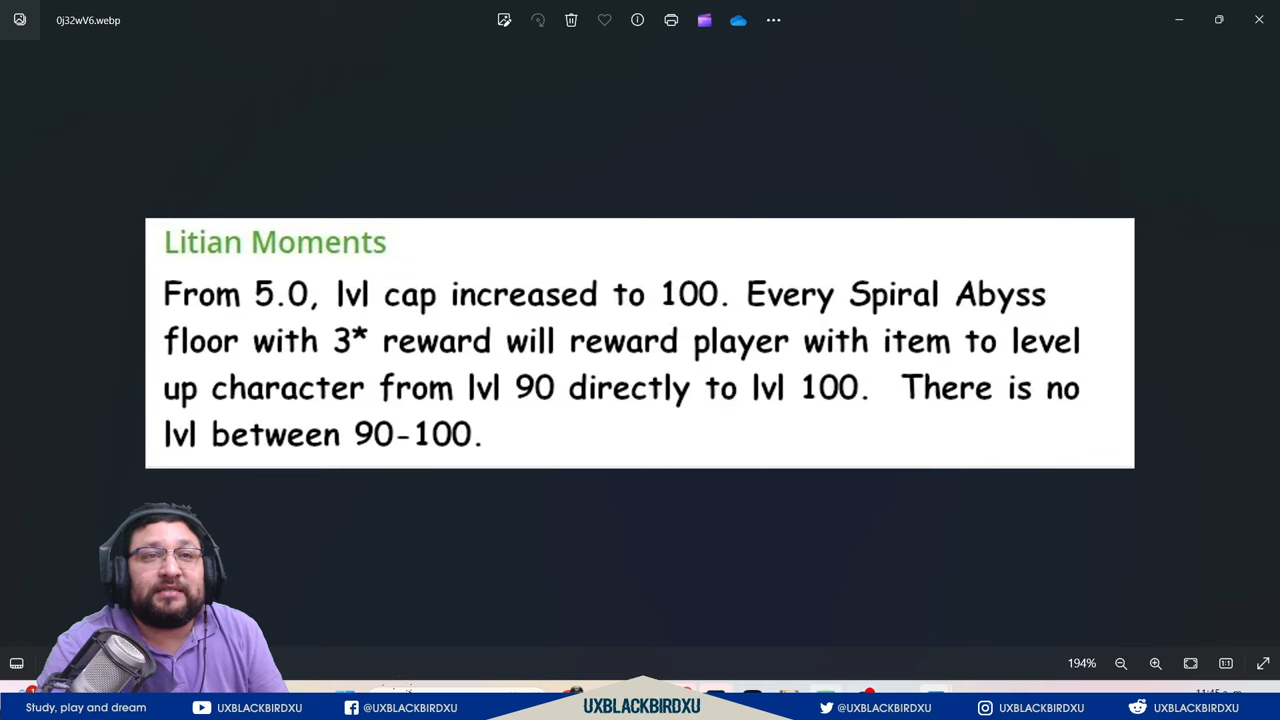 0j32wV6.webp
Litian Moments
From 5.0, lvl cap increased to 100. Every Spiral Abyss
floor with 3* reward will reward player with item to level
up character from lvl 90 directly to lvl 100. There is no
lvl between 90-100.
194%
1:1
Study, play and dream
UXBLACKBIRDXU
@UXBLACKBIRDXU
UXBLACKBIRDXU
@UXBLACKBIRDXU
UXBLACKBIRDXU
UXBLACKBIRDXU